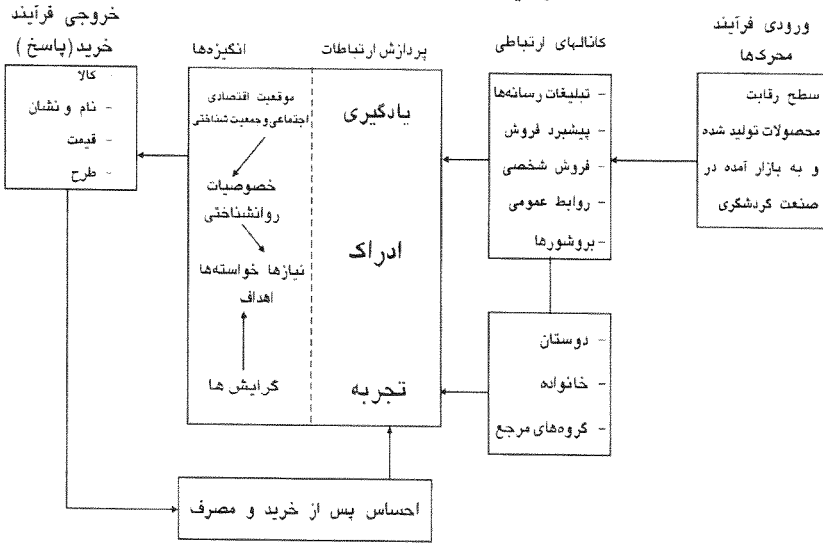 ورودی فرآیند
محرک‌ها
سطح رقابت
محصولات تولید شده
و به بازار آمده در
صنعت گردشگری
کانالهای ارتباطی
- تبلیغات رسانه‌ها
- پیشبرد فروش
- فروش شخصی
- روابط عمومی
- بروشورها
- دوستان
- خانواده
- گروه‌های مرجع
پردازش ارتباطات
یادگیری
ادراک
تجربه
انگیزه‌ها
موقعیت اقتصادی
اجتماعی و جمعیت شناختی
خصوصیات
روانشناختی
نیازها خواسته‌ها
اهداف
گرایش ها
خروجی فرآیند
خرید (پاسخ)
- کالا
- نام و نشان
- قیمت
- طرح
احساس پس از خرید و مصرف